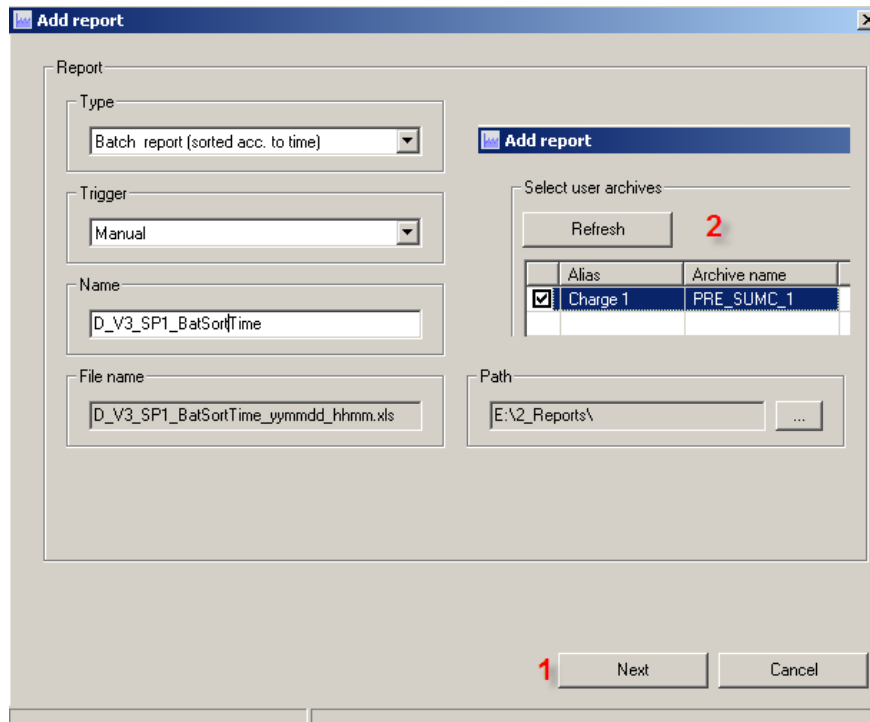 Add report
Report
Type
Batch report (sorted acc. to time)
Trigger
Manual
Name
D_V3_SP1_BatSortTime
File name
D_V3_SP1_BatSortTime_yymmdd_hhmm.xls
Add report
Select user archives
Refresh
2
Alias Archive name
Charge 1 PRE_SUMC_1
Path
E:\2_Reports\
...
1
Next
Cancel